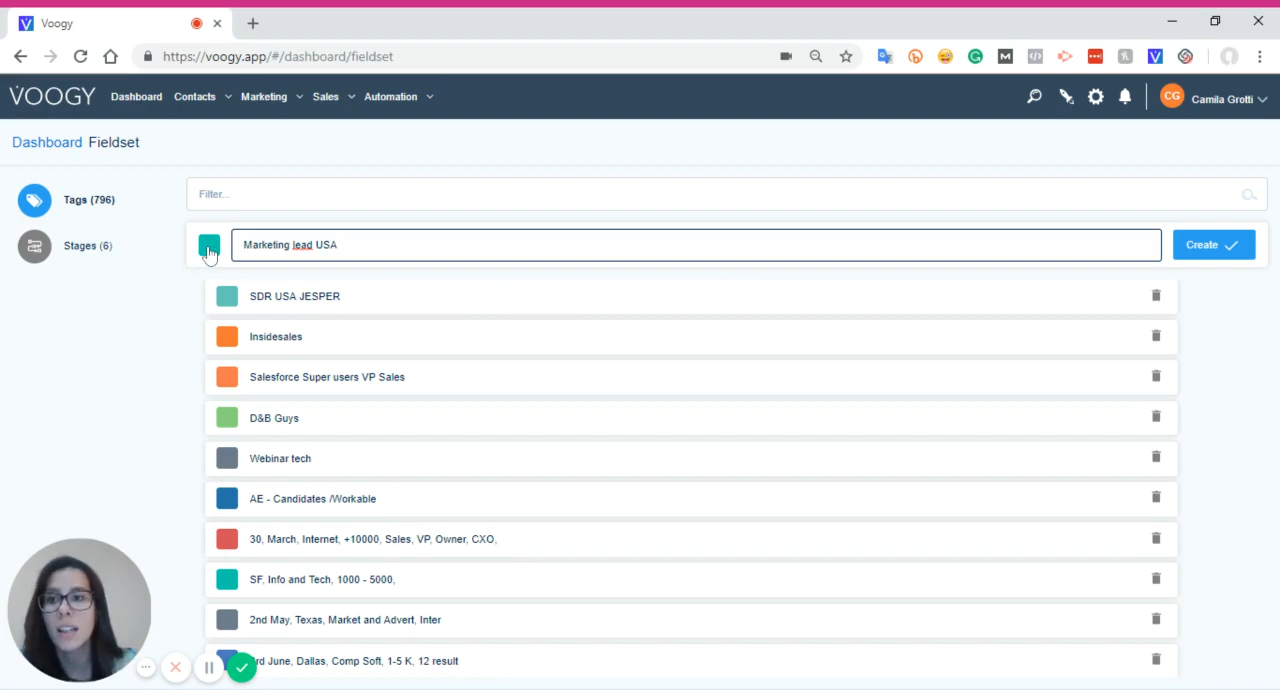 Voogy
https://voogy.app/#/dashboard/fieldset
VOOGY Dashboard Contacts Marketing Sales Automation CG Camila Grotti
Dashboard Fieldset
Tags (796)
Filter...
Stages (6)
Marketing lead USA Create
SDR USA JESPER
Insidesales
Salesforce Super users VP Sales
D&B Guys
Webinar tech
AE - Candidates /Workable
30, March, Internet, +10000, Sales, VP, Owner, CXO,
SF, Info and Tech, 1000 - 5000,
2nd May, Texas, Market and Advert, Inter
June, Dallas, Comp Soft, 1-5 K, 12 result